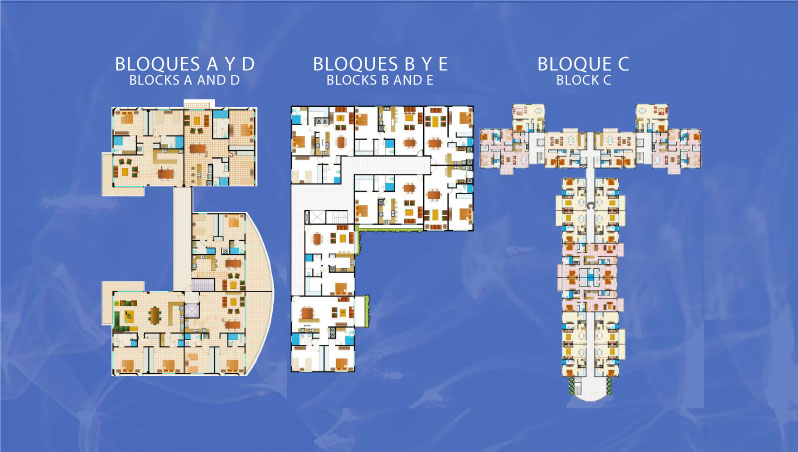 BLOQUES A Y D
BLOCKS A AND D
BLOQUES B Y E
BLOCKS B AND E
BLOQUE C
BLOCK C